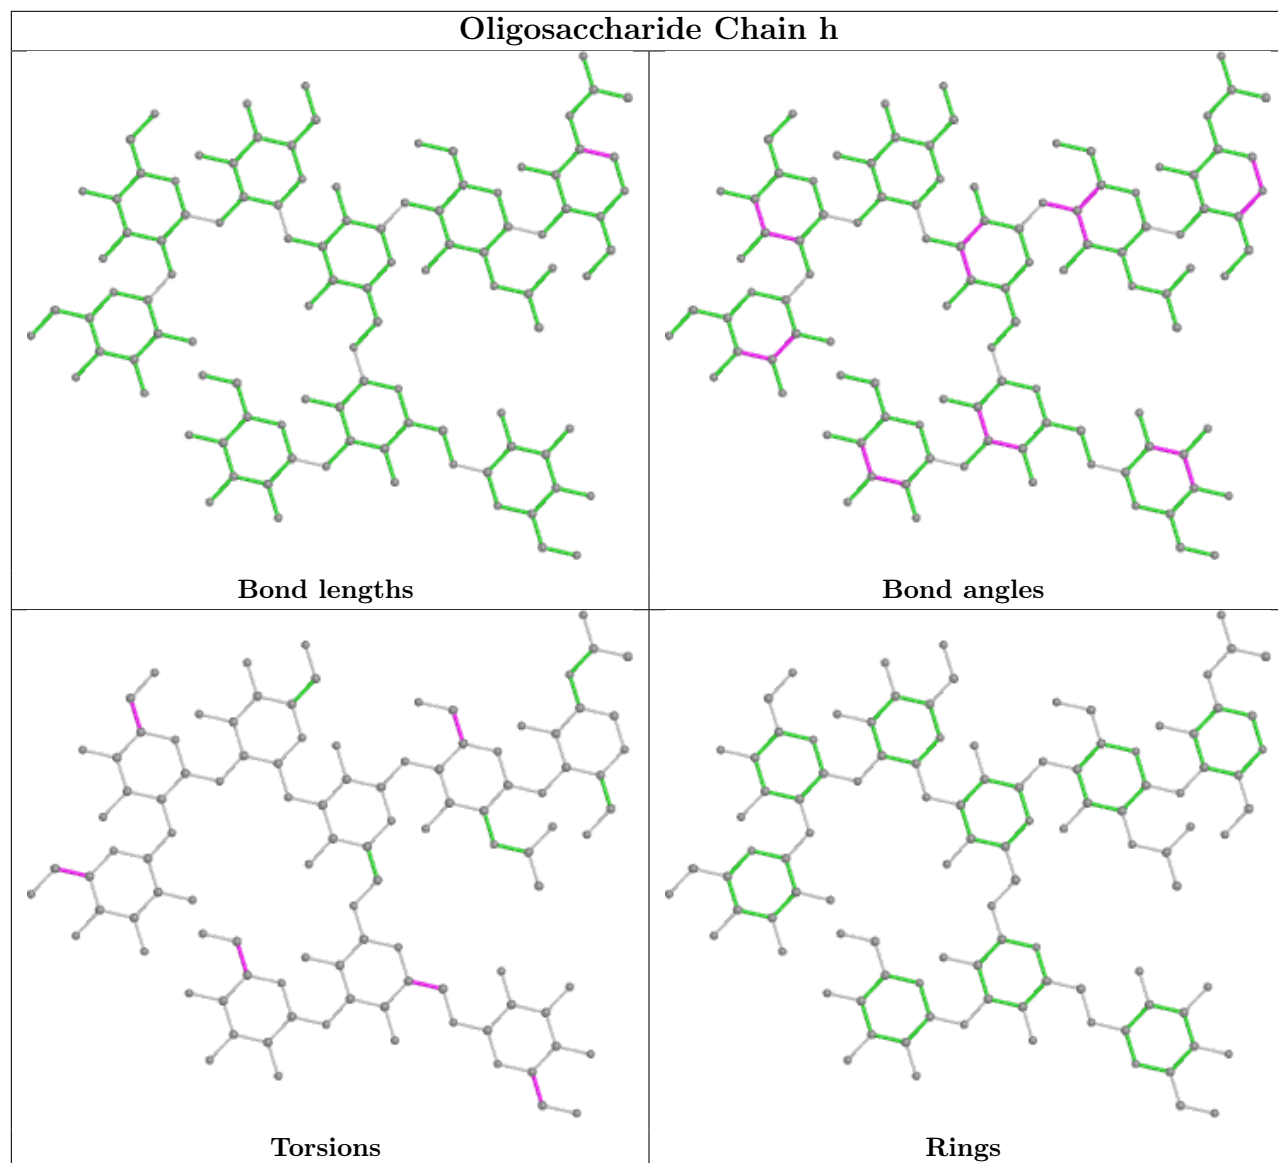 Oligosaccharide Chain h
Bond lengths
Bond angles
Torsions
Rings